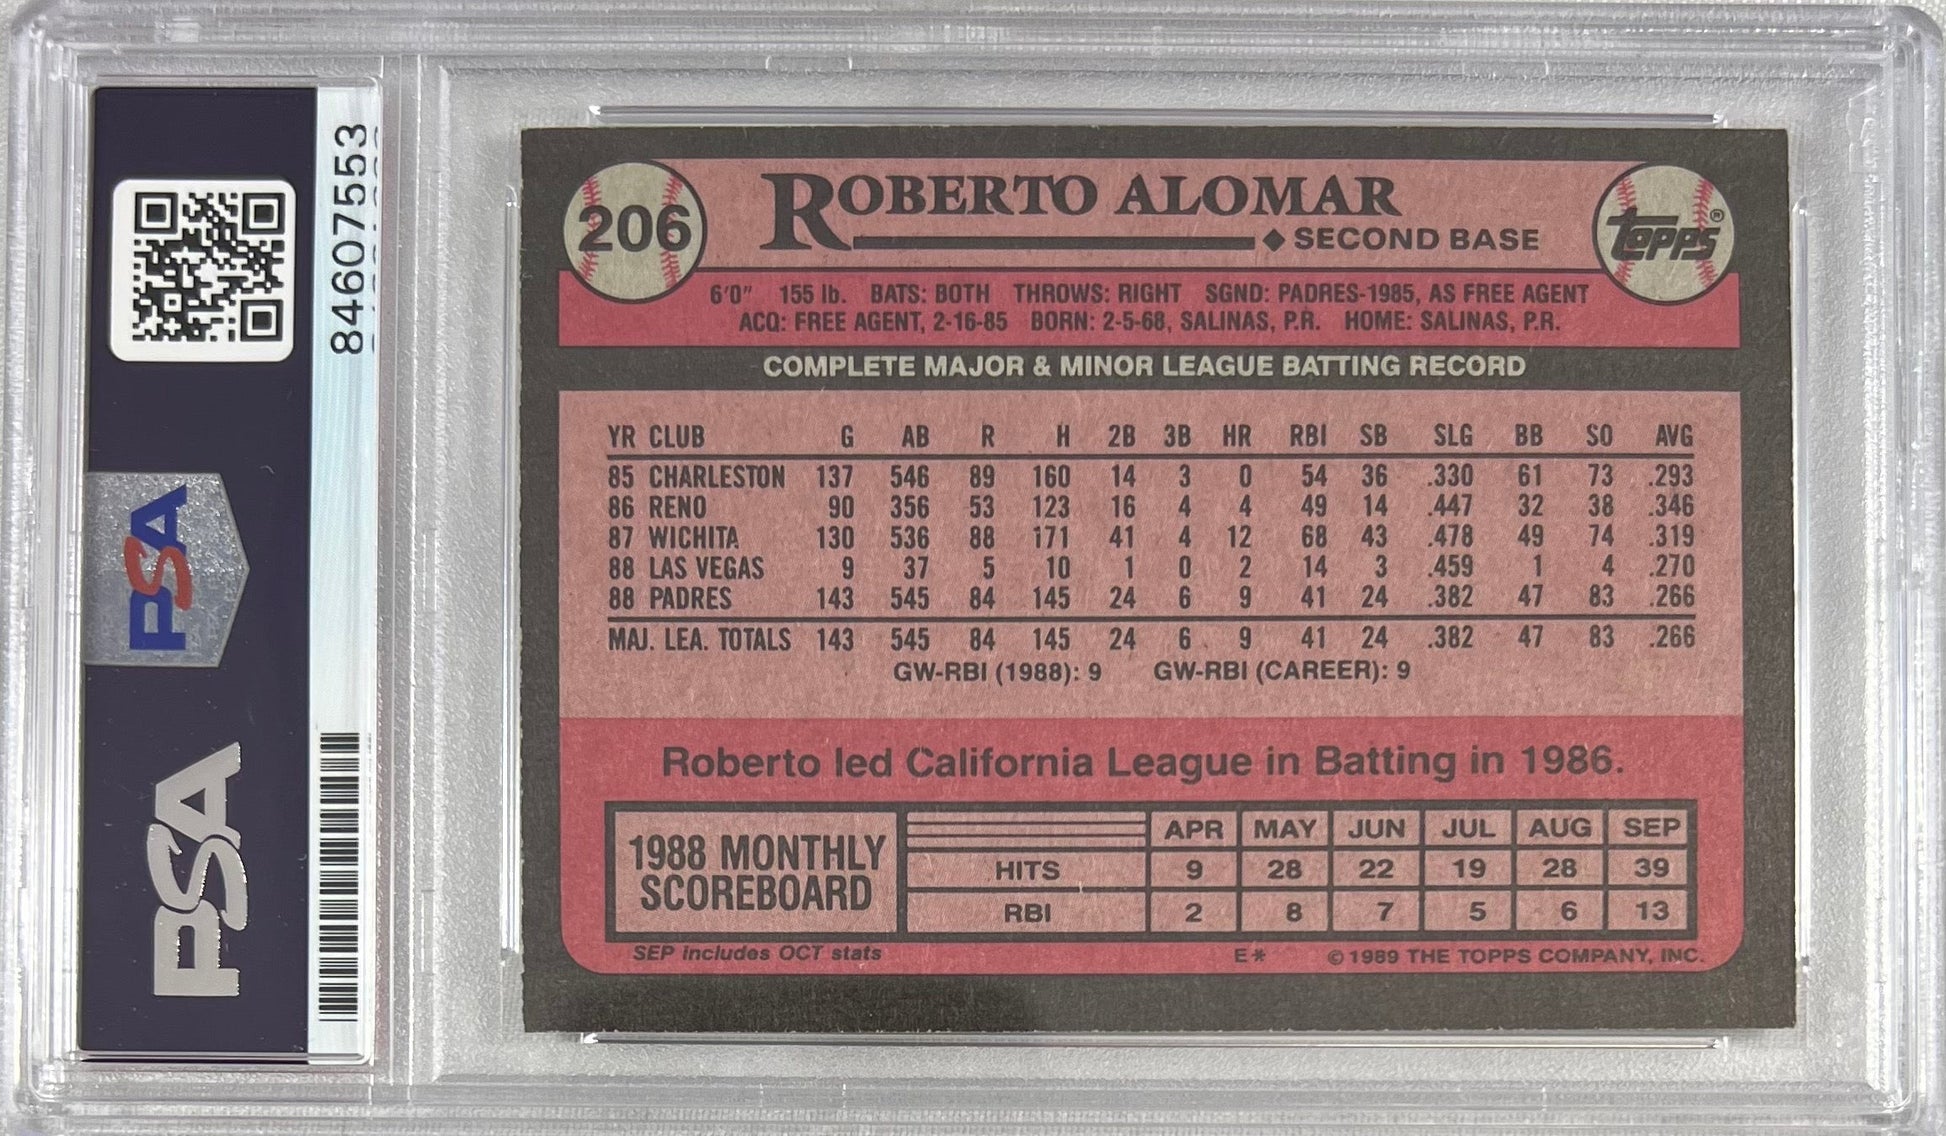 84607553
PSA
PSA
206
ROBERTO ALOMAR
◆ SECOND BASE
TOPPS®
6'0" 155 lb. BATS: BOTH THROWS: RIGHT SGND: PADRES-1985, AS FREE AGENT
ACQ: FREE AGENT, 2-16-85 BORN: 2-5-68, SALINAS, P.R. HOME: SALINAS, P.R.
COMPLETE MAJOR & MINOR LEAGUE BATTING RECORD
YR CLUB G AB R H 2B 3B HR RBI SB SLG BB SO AVG
85 CHARLESTON 137 546 89 160 14 3 0 54 36 .330 61 73 .293
86 RENO 90 356 53 123 16 4 4 49 14 .447 32 38 .346
87 WICHITA 130 536 88 171 41 4 12 68 43 .478 49 74 .319
88 LAS VEGAS 9 37 5 10 1 0 2 14 3 .459 1 4 .270
88 PADRES 143 545 84 145 24 6 9 41 24 .382 47 83 .266
MAJ. LEA. TOTALS 143 545 84 145 24 6 9 41 24 .382 47 83 .266
GW-RBI (1988): 9 GW-RBI (CAREER): 9
Roberto led California League in Batting in 1986.
1988 MONTHLY
SCOREBOARD
APR MAY JUN JUL AUG SEP
HITS 9 28 22 19 28 39
RBI 2 8 7 5 6 13
SEP includes OCT stats E* © 1989 THE TOPPS COMPANY, INC.